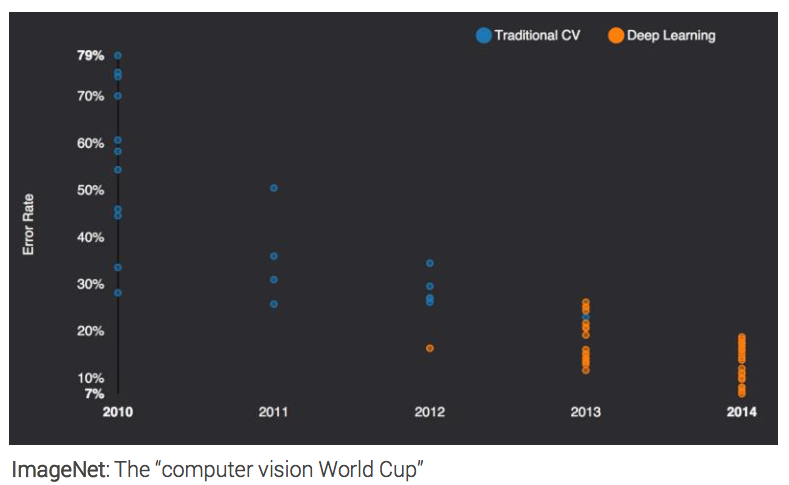 Traditional CV Deep Learning
79%
70%
60%
50%
40%
30%
20%
10%
7%
Error Rate
2010 2011 2012 2013 2014
ImageNet: The “computer vision World Cup”